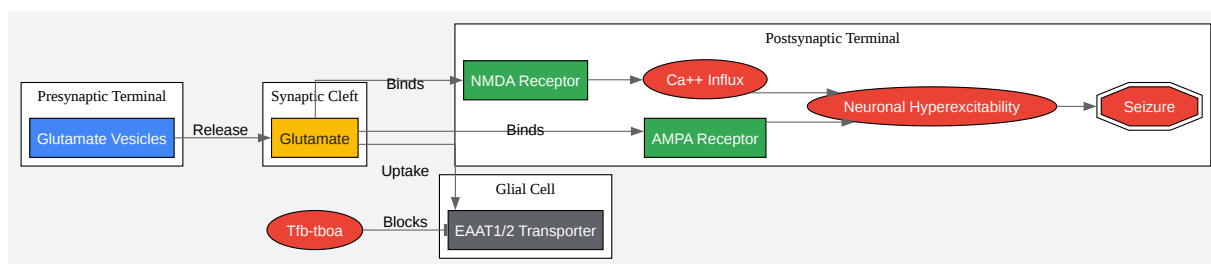 Postsynaptic Terminal
NMDA Receptor
Ca++ Influx
Binds
Presynaptic Terminal
Synaptic Cleft
Neuronal Hyperexcitability
Seizure
Glutamate Vesicles
Release
Glutamate
Binds
AMPA Receptor
Uptake
Glial Cell
Tfb-tboa
Blocks
EAAT1/2 Transporter